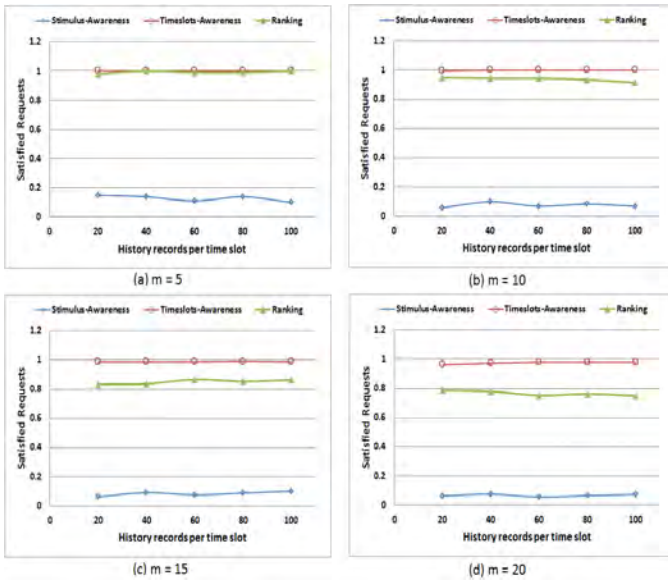 Stimulus-Awareness Timeslots-Awareness Ranking
1.2
1
0.8
0.6
0.4
0.2
0
Satisfied Requests
0 20 40 60 80 100
History records per time slot
(a) m = 5
Stimulus-Awareness Timeslots-Awareness Ranking
1.2
1
0.8
0.6
0.4
0.2
0
Satisfied Requests
0 20 40 60 80 100
History records per time slot
(b) m = 10
Stimulus-Awareness Timeslots-Awareness Ranking
1.2
1
0.8
0.6
0.4
0.2
0
Satisfied Requests
0 20 40 60 80 100
History records per time slot
(c) m = 15
Stimulus-Awareness Timeslots-Awareness Ranking
1.2
1
0.8
0.6
0.4
0.2
0
Satisfied Requests
0 20 40 60 80 100
History records per time slot
(d) m = 20